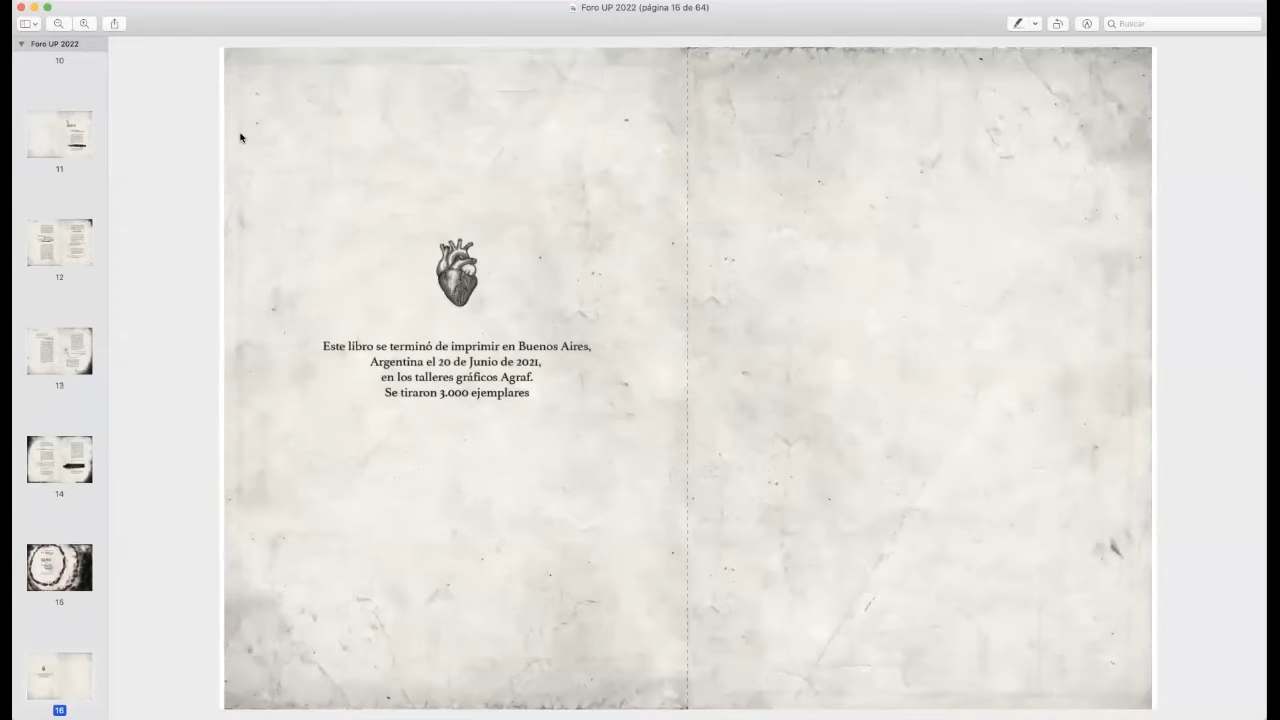 Foro UP 2022 (página 16 de 64)
Buscar
Foro UP 2022
10
11
12
13
14
15
16
Este libro se terminó de imprimir en Buenos Aires,
Argentina el 20 de Junio de 2021,
en los talleres gráficos Agraf.
Se tiraron 3.000 ejemplares